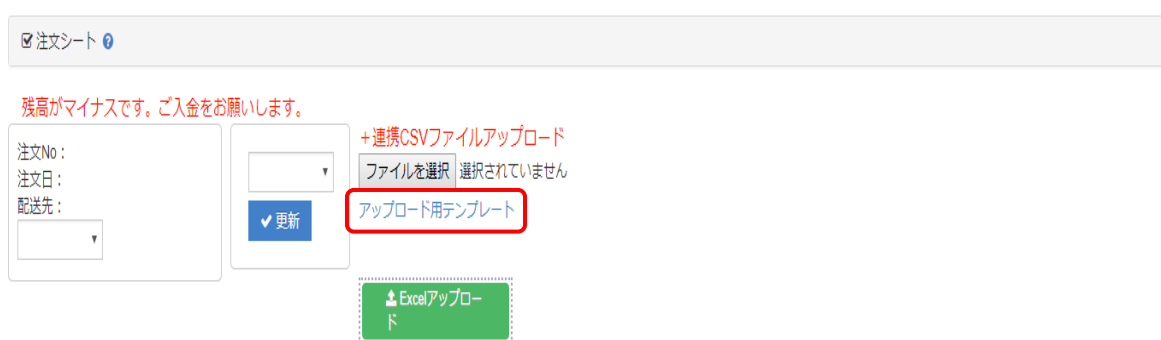 注文シート
残高がマイナスです。ご入金をお願いします。
注文No：
注文日：
配送先：
更新
＋連携CSVファイルアップロード
ファイルを選択 選択されていません
アップロード用テンプレート
Excelアップロー
ド